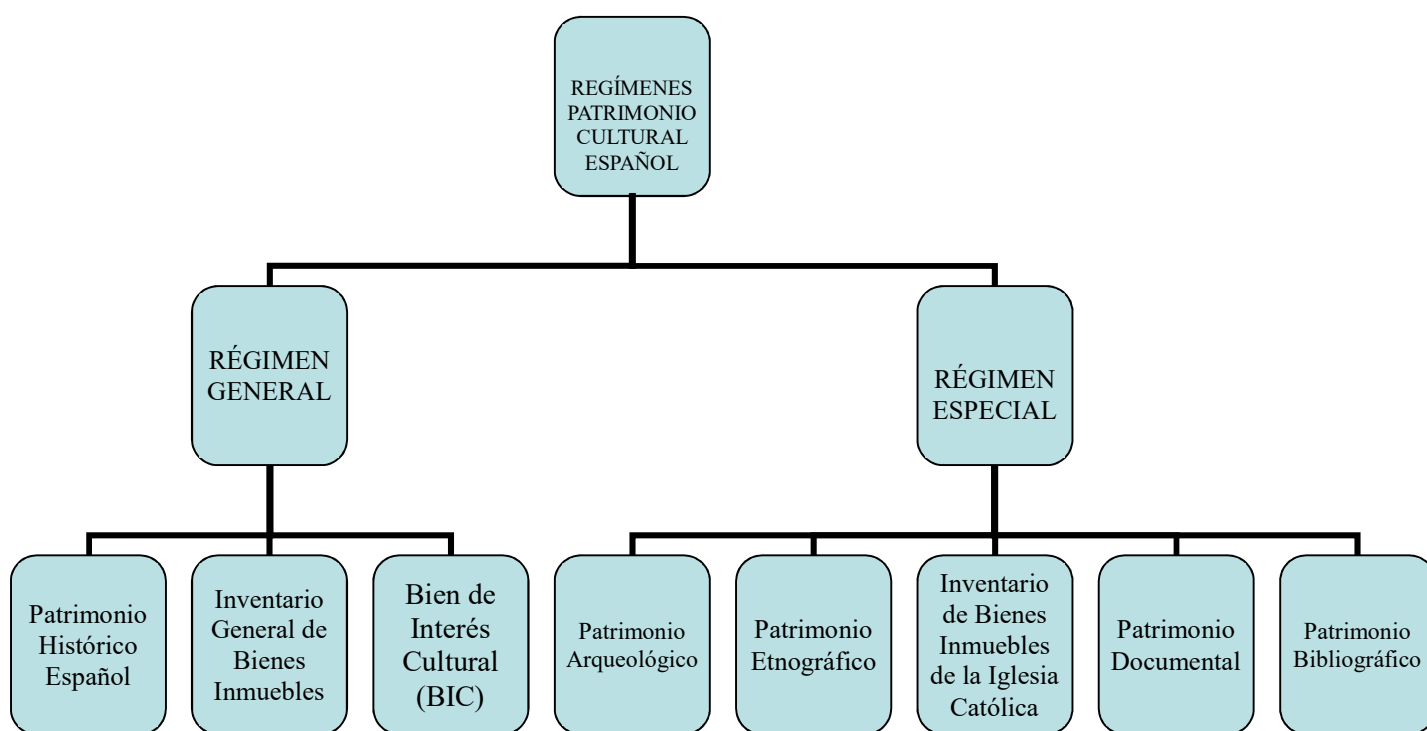 REGÍMENES
PATRIMONIO
CULTURAL
ESPAÑOL
RÉGIMEN
GENERAL
RÉGIMEN
ESPECIAL
Patrimonio
Histórico
Español
Inventario
General de
Bienes
Inmuebles
Bien de
Interés
Cultural
(BIC)
Patrimonio
Arqueológico
Patrimonio
Etnográfico
Inventario
de Bienes
Inmuebles
de la Iglesia
Católica
Patrimonio
Documental
Patrimonio
Bibliográfico